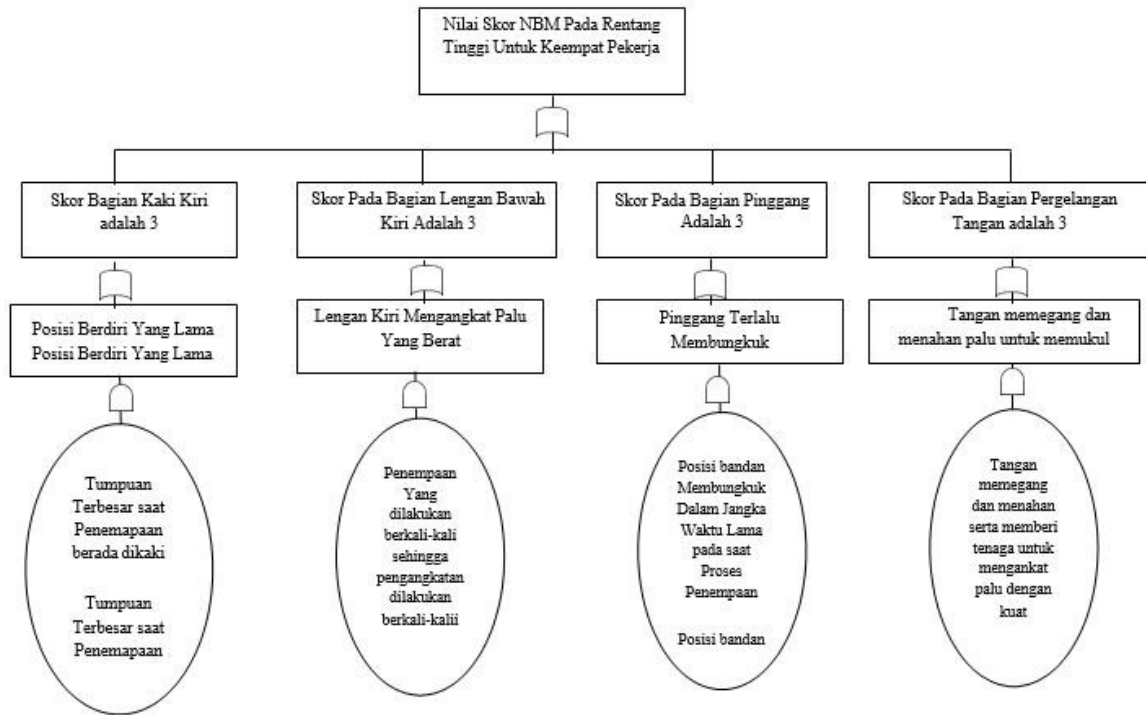 Nilai Skor NBM Pada Rentang
Tinggi Untuk Keempat Pekerja
Skor Bagian Kaki Kiri
adalah 3
Skor Pada Bagian Lengan Bawah
Kiri Adalah 3
Skor Pada Bagian Pinggang
Adalah 3
Skor Pada Bagian Pergelangan
Tangan adalah 3
Posisi Berdiri Yang Lama
Posisi Berdiri Yang Lama
Lengan Kiri Mengangkat Palu
Yang Berat
Pinggang Terlalu
Membungkuk
Tangan memegang dan
menahan palu untuk memukul
Tumpuan
Terbesar saat
Penemapaan
berada dikaki
Tumpuan
Terbesar saat
Penemapaan
Penempaan
Yang
dilakukan
berkali-kali
sehingga
pengangkatan
dilakukan
berkali-kalii
Posisi bandan
Membungkuk
Dalam Jangka
Waktu Lama
pada saat
Proses
Penempaan
Posisi bandan
Tangan
memegang
dan menahan
serta memberi
tenaga untuk
mengankat
palu dengan
kuat